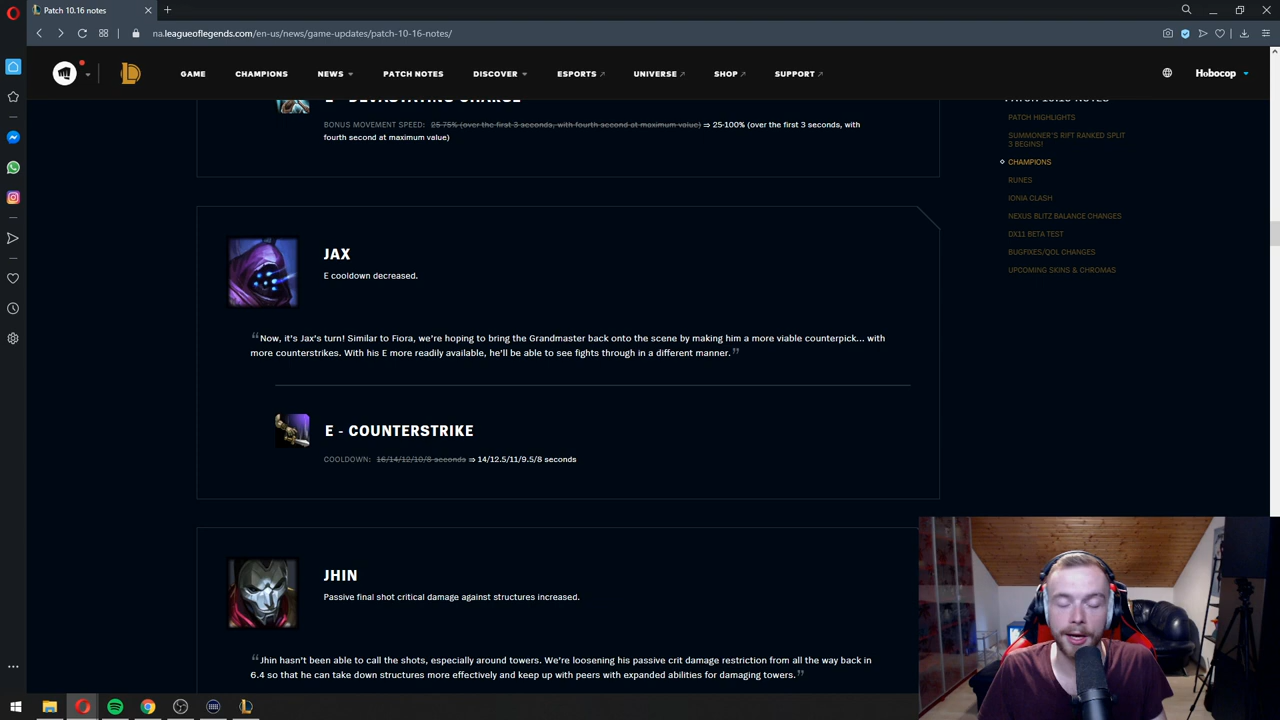 Patch 10.16 notes
na.leagueoflegends.com/en-us/news/game-updates/patch-10-16-notes/
GAME CHAMPIONS NEWS PATCH NOTES DISCOVER ESPORTS UNIVERSE SHOP SUPPORT Hobocop
E - DEVASTATING CHARGE
BONUS MOVEMENT SPEED: 25-75% (over the first 3 seconds, with fourth second at maximum value) ⇒ 25-100% (over the first 3 seconds, with
fourth second at maximum value)
JAX
E cooldown decreased.
“Now, it's Jax's turn! Similar to Fiora, we're hoping to bring the Grandmaster back onto the scene by making him a more viable counterpick... with
more counterstrikes. With his E more readily available, he'll be able to see fights through in a different manner.”
E - COUNTERSTRIKE
COOLDOWN: 16/14/12/10/8 seconds ⇒ 14/12.5/11/9.5/8 seconds
JHIN
Passive final shot critical damage against structures increased.
“Jhin hasn't been able to call the shots, especially around towers. We're loosening his passive crit damage restriction from all the way back in
6.4 so that he can take down structures more effectively and keep up with peers with expanded abilities for damaging towers.”
PATCH 10.16 NOTES
PATCH HIGHLIGHTS
SUMMONER'S RIFT RANKED SPLIT
3 BEGINS!
CHAMPIONS
RUNES
IONIA CLASH
NEXUS BLITZ BALANCE CHANGES
DX11 BETA TEST
BUGFIXES/QOL CHANGES
UPCOMING SKINS & CHROMAS